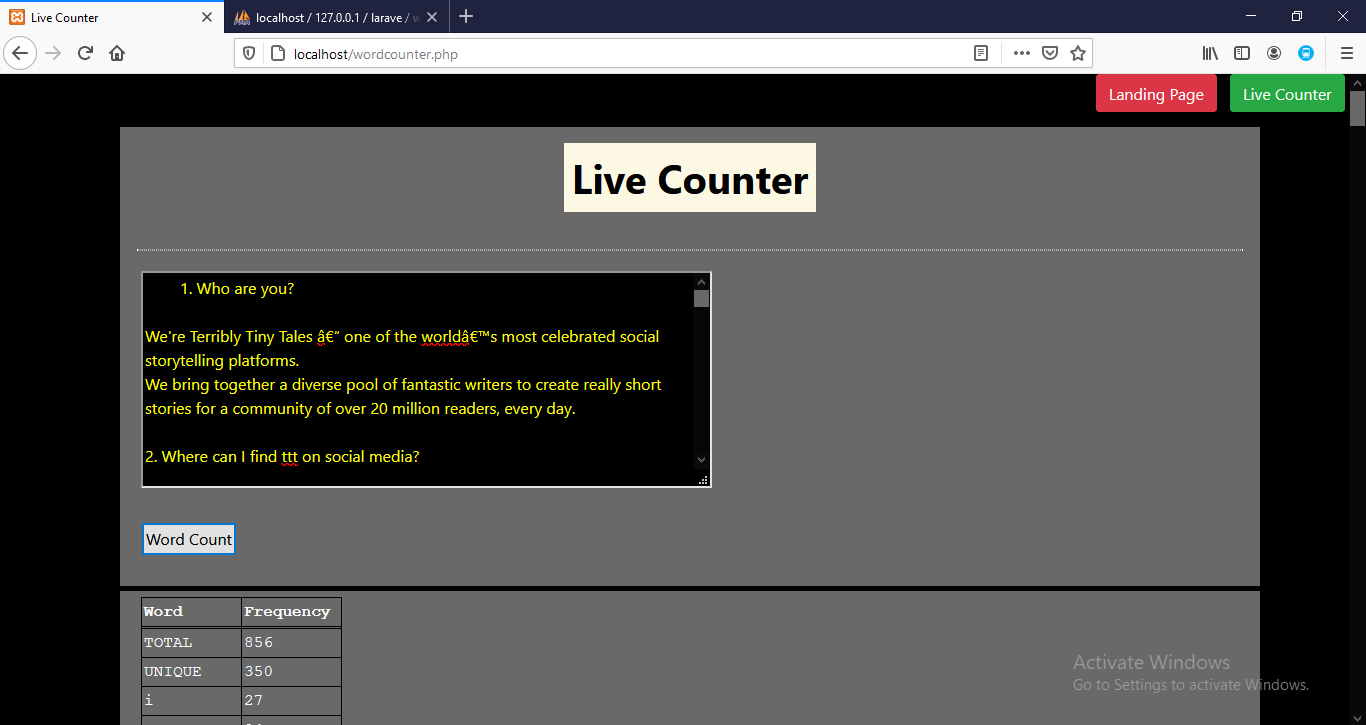 Live Counter
localhost / 127.0.0.1 / larave / w
localhost/wordcounter.php
Landing Page
Live Counter
Live Counter
1. Who are you?
We're Terribly Tiny Tales â€“ one of the worldâ€™s most celebrated social
storytelling platforms.
We bring together a diverse pool of fantastic writers to create really short
stories for a community of over 20 million readers, every day.
2. Where can I find ttt on social media?
Word Count
Word Frequency
TOTAL 856
UNIQUE 350
i 27
Activate Windows
Go to Settings to activate Windows.